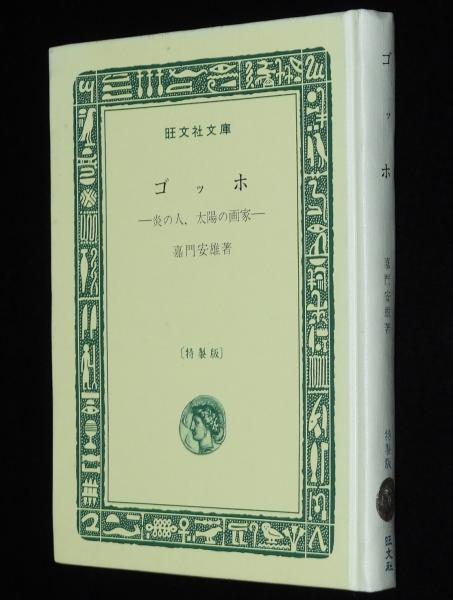 旺文社文庫
ゴッホ
―炎の人、太陽の画家―
嘉門安雄著
〔特製版〕
ゴッホ
嘉門安雄著
特製版
旺文社